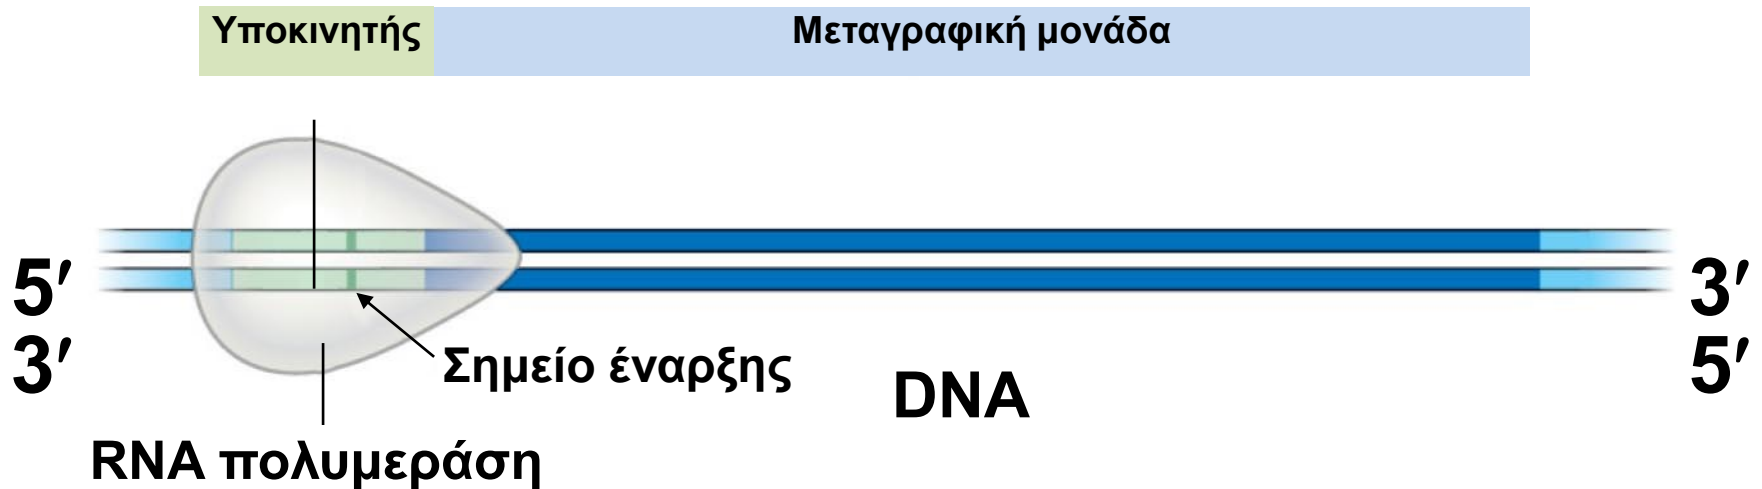 Υποκινητής
Μεταγραφική μονάδα
5′
3′
3′
5′
Σημείο έναρξης
DNA
RNA πολυμεράση